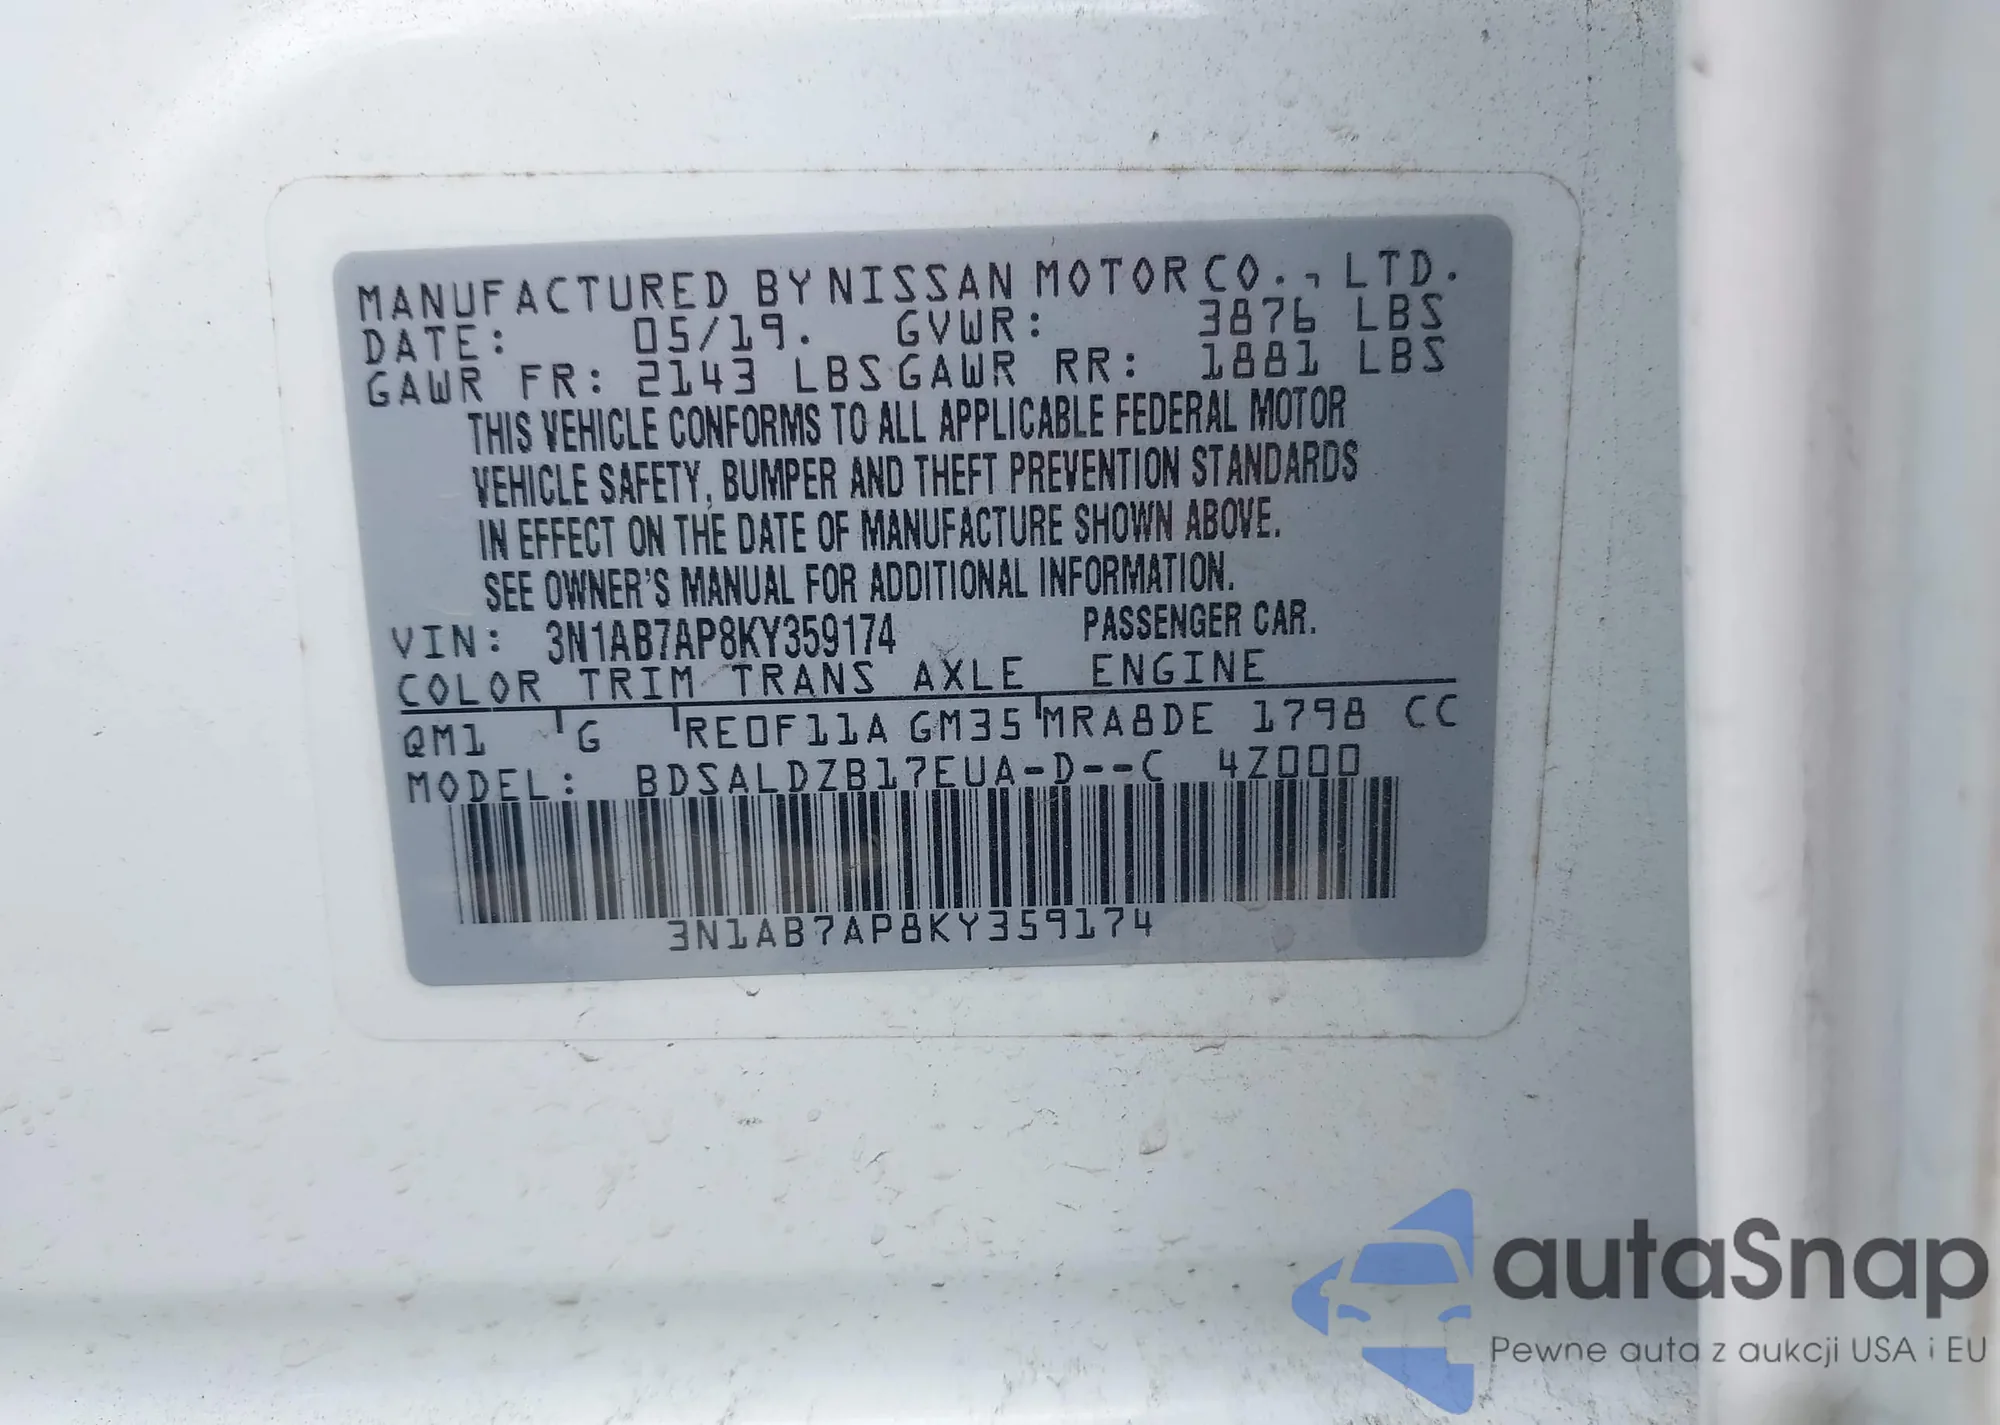 MANUFACTURED BY NISSAN MOTOR CO., LTD.
DATE: 05/19. GVWR: 3876 LBS
GAWR FR: 2143 LBS GAWR RR: 1881 LBS
THIS VEHICLE CONFORMS TO ALL APPLICABLE FEDERAL MOTOR
VEHICLE SAFETY, BUMPER AND THEFT PREVENTION STANDARDS
IN EFFECT ON THE DATE OF MANUFACTURE SHOWN ABOVE.
SEE OWNER'S MANUAL FOR ADDITIONAL INFORMATION.
VIN: 3N1AB7AP8KY359174 PASSENGER CAR.
COLOR TRIM TRANS AXLE ENGINE
QM1 G RE0F11A GM35 MRA8DE 1798 CC
MODEL: BDSALDZB17EUA-D--C 4Z000
3N1AB7AP8KY359174
autaSnap
Pewne auta z aukcji USA i EU